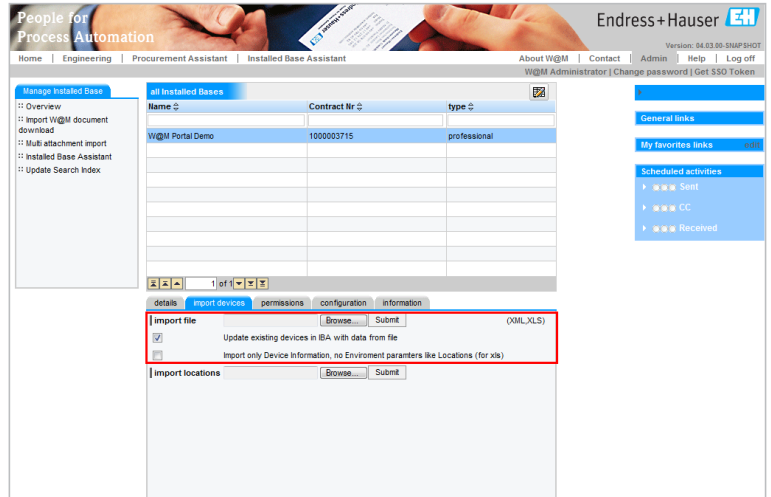 People for
Process Automation
Endress+Hauser EH
Version: 04.03.00-SNAPSHOT
Home | Engineering | Procurement Assistant | Installed Base Assistant About W@M | Contact | Admin | Help | Log off
W@M Administrator | Change password | Get SSO Token
Manage Installed Base
Overview
Import W@M document
download
Multi attachment import
Installed Base Assistant
Update Search Index
all Installed Bases
Name Contract Nr type
W@M Portal Demo 1000003715 professional
1 of 1
details import devices permissions configuration information
import file Browse... Submit (XML,XLS)
Update existing devices in IBA with data from file
Import only Device Information, no Enviroment paramters like Locations (for xls)
import locations Browse... Submit
General links
My favorites links edit
Scheduled activities
Sent
CC
Received